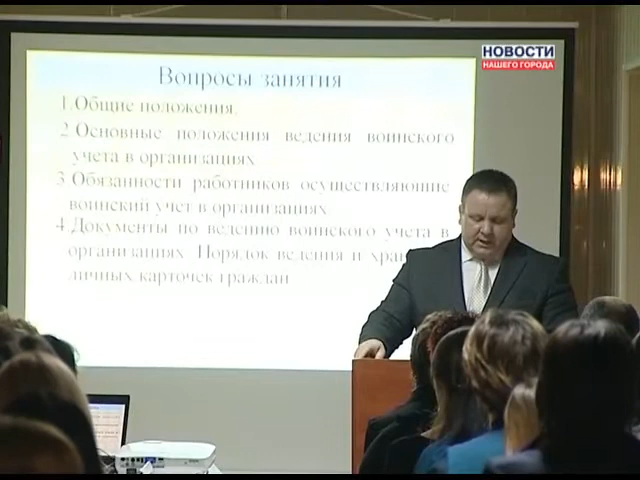 НОВОСТИ
НАШЕГО ГОРОДА
Вопросы занятия
1.Общие положения.
2 Основные положения ведения воинского
учета в организациях
3 Обязанности работников осуществляющие
воинский учет в организациях.
4 Документы по ведению воинского учета в
организациях. Порядок ведения и хран
личных карточек граждан